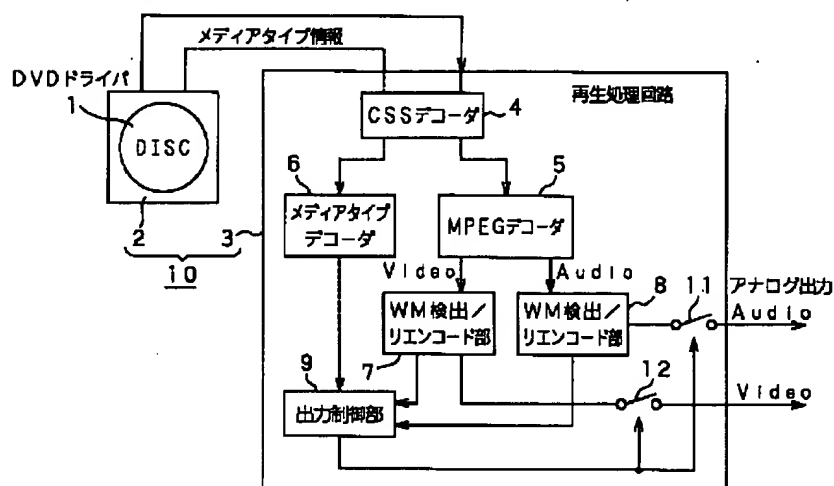 メディアタイプ情報
DVDドライバ
1
DISC
2
3
10
再生処理回路
CSSデコーダ
4
6
メディアタイプ
デコーダ
5
MPEGデコーダ
Video
Audio
WM検出/
リエンコード部
7
WM検出/
リエンコード部
8
11
アナログ出力
Audio
12
Video
9
出力制御部